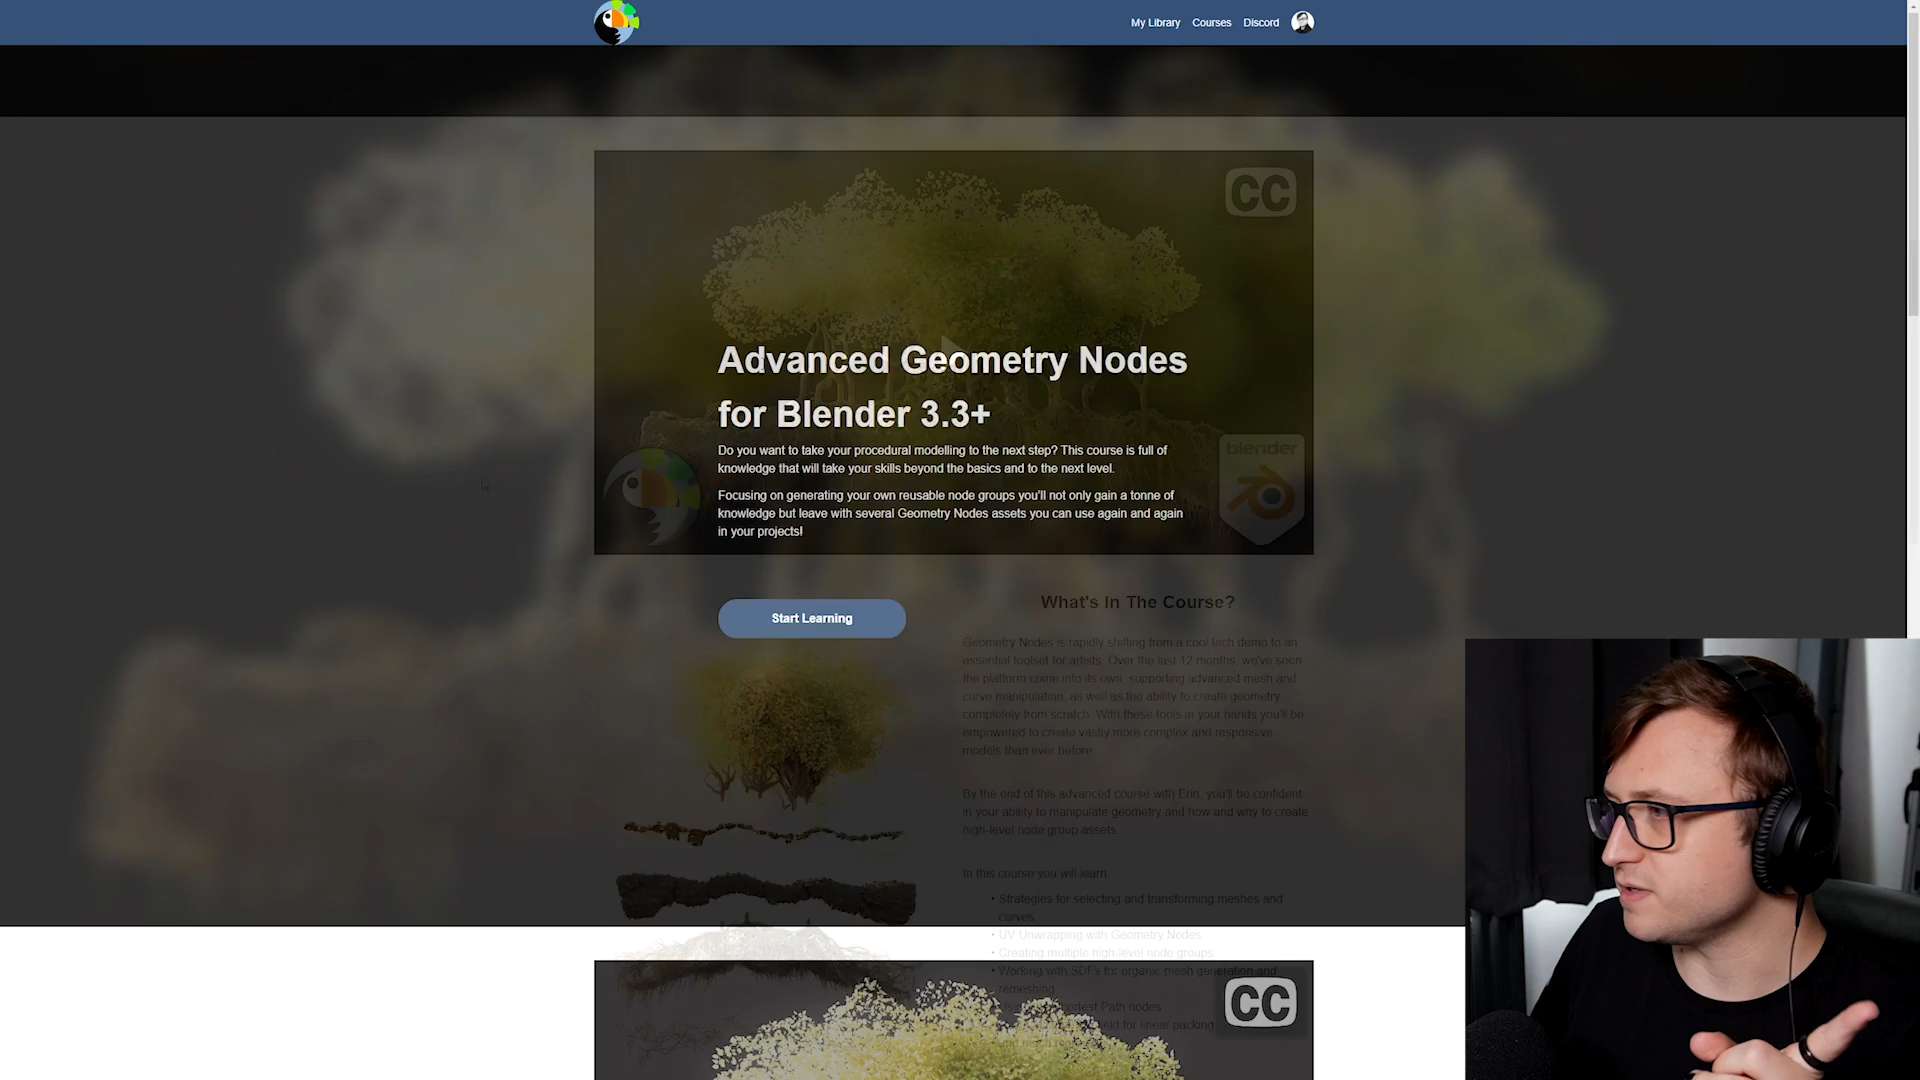 My Library Courses Discord
CC
Advanced Geometry Nodes
for Blender 3.3+
Do you want to take your procedural modelling to the next step? This course is full of
knowledge that will take your skills beyond the basics and to the next level.
Focusing on generating your own reusable node groups you'll not only gain a tonne of
knowledge but leave with several Geometry Nodes assets you can use again and again
in your projects!
blender
Start Learning
What's In The Course?
Geometry Nodes is rapidly shifting from a cool tech demo to an
essential toolset for artists. Over the last 12 months, we've seen
the platform come into its own, supporting advanced mesh and
curve manipulation, as well as the ability to create geometry
completely from scratch. With these tools in your hands you'll be
empowered to create vastly more complex and responsive
models than ever before.
By the end of this advanced course with Erin, you'll be confident
in your ability to manipulate geometry and how and why to create
high-level node group assets.
In this course you will learn
• Strategies for selecting and transforming meshes and
curves
• UV Unwrapping with Geometry Nodes
• Creating multiple high-level node groups
• Working with SDFs for organic mesh generation and
remeshing
Path nodes
for linear packing
CC